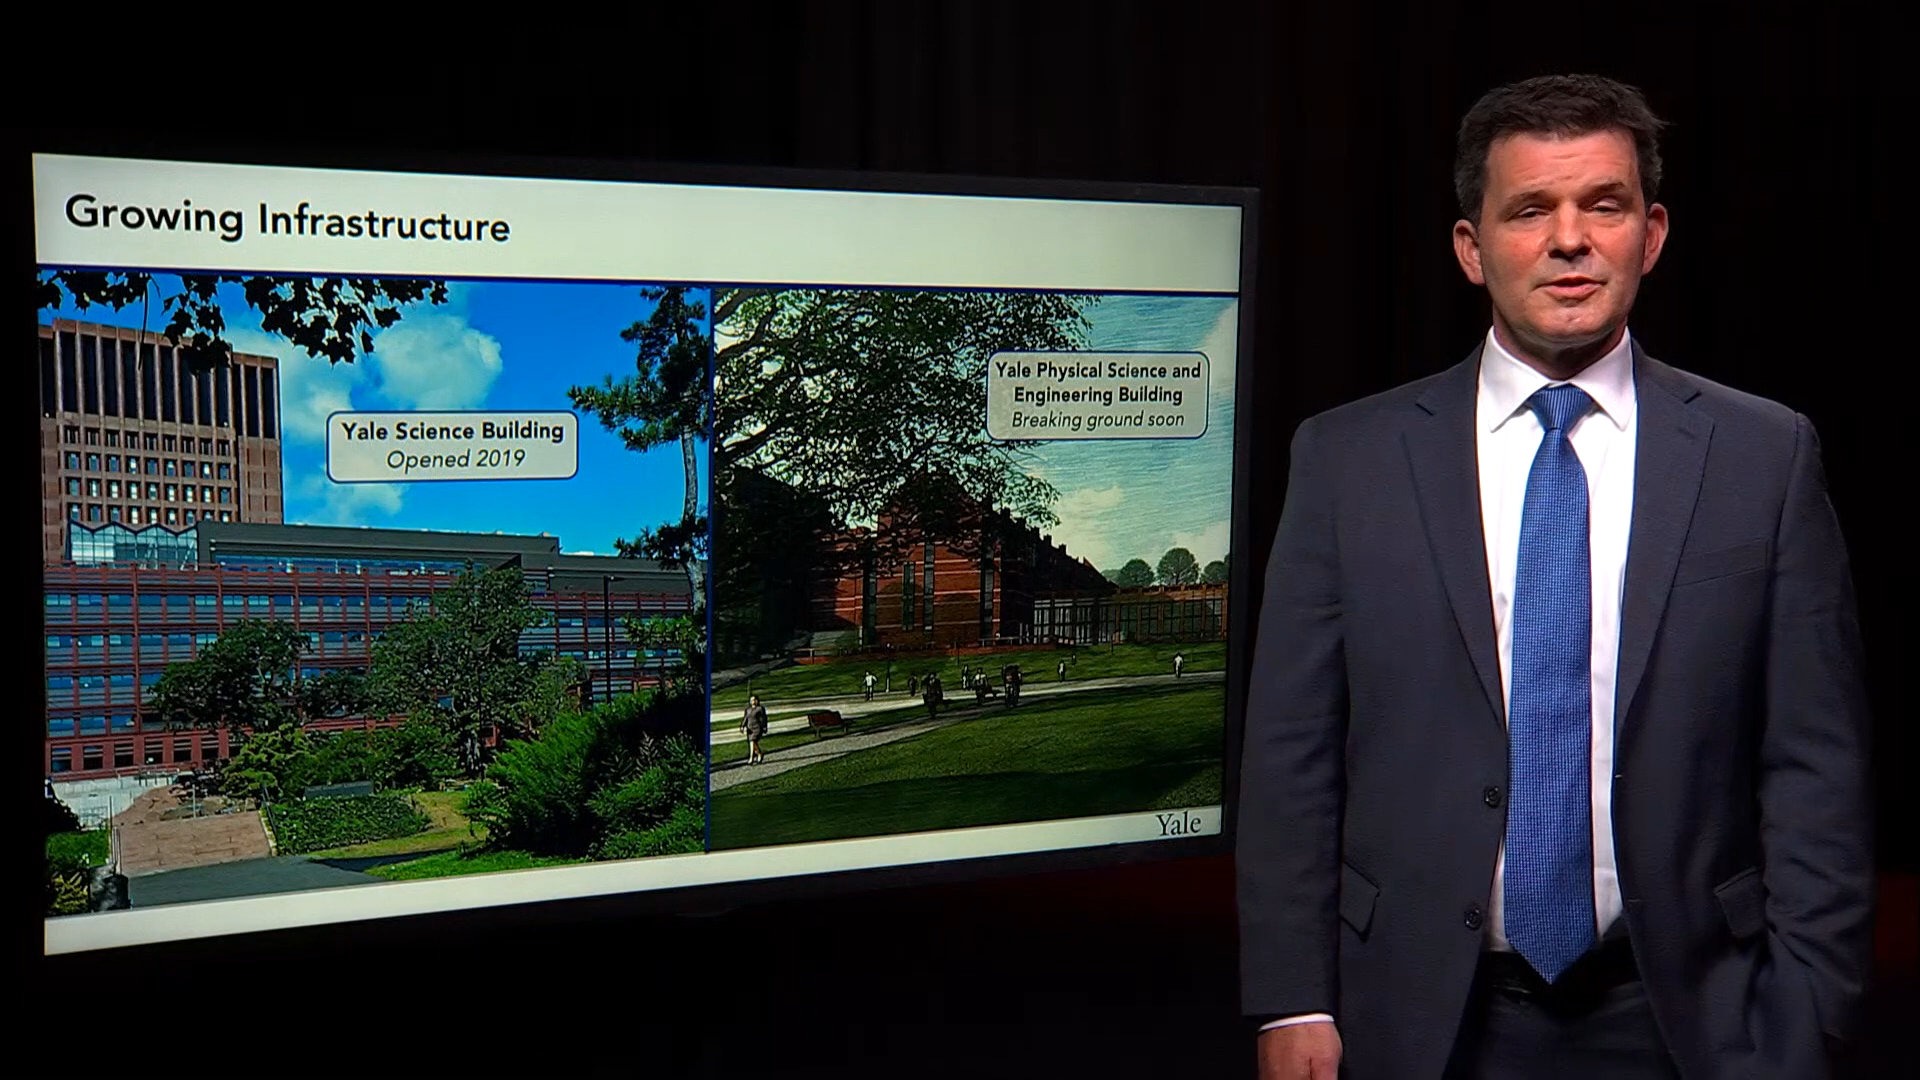 Growing Infrastructure
Yale Science Building
Opened 2019
Yale Physical Science and
Engineering Building
Breaking ground soon
Yale